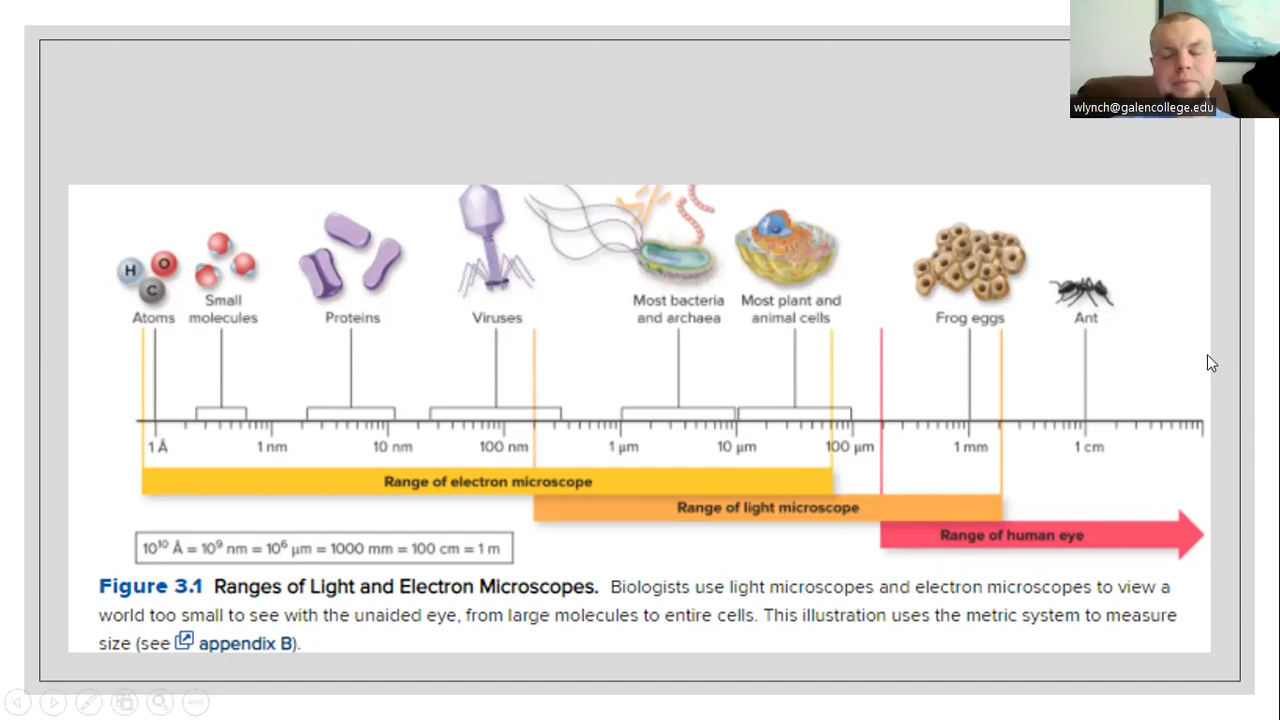 wlynch@galencollege.edu
H
O
C
Small
molecules
Atoms
Proteins
Viruses
Most bacteria
and archaea
Most plant and
animal cells
Frog eggs
Ant
1 Å
1 nm
10 nm
100 nm
1 µm
10 µm
100 µm
1 mm
1 cm
Range of electron microscope
Range of light microscope
Range of human eye
10¹⁰ Å = 10⁹ nm = 10⁶ µm = 1000 mm = 100 cm = 1 m
Figure 3.1 Ranges of Light and Electron Microscopes. Biologists use light microscopes and electron microscopes to view a
world too small to see with the unaided eye, from large molecules to entire cells. This illustration uses the metric system to measure
size (see appendix B).